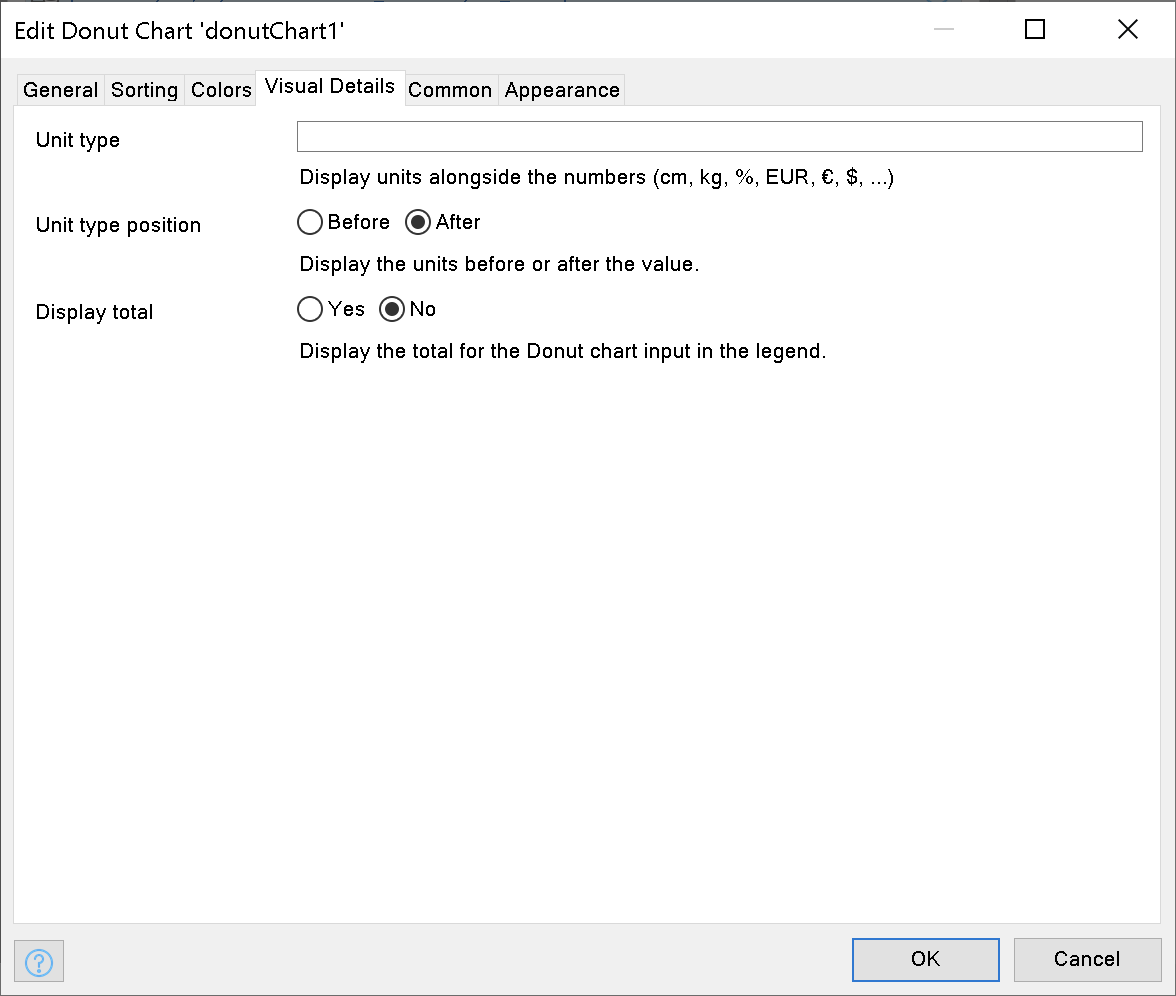 Edit Donut Chart 'donutChart1'
General Sorting Colors Visual Details Common Appearance
Unit type
Display units alongside the numbers (cm, kg, %, EUR, €, $, ...)
Unit type position Before After
Display the units before or after the value.
Display total Yes No
Display the total for the Donut chart input in the legend.
? OK Cancel